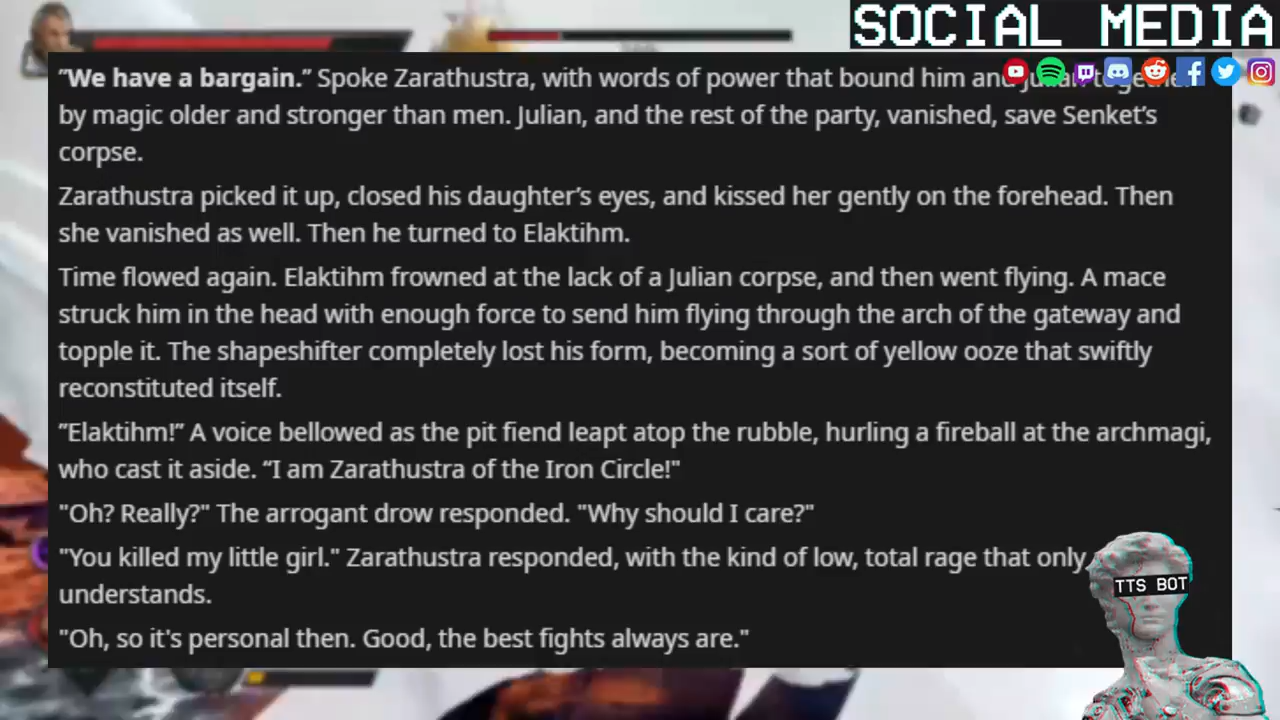 SOCIAL MEDIA
"We have a bargain." Spoke Zarathustra, with words of power that bound him and Julian together
by magic older and stronger than men. Julian, and the rest of the party, vanished, save Senket's
corpse.
Zarathustra picked it up, closed his daughter's eyes, and kissed her gently on the forehead. Then
she vanished as well. Then he turned to Elaktihm.
Time flowed again. Elaktihm frowned at the lack of a Julian corpse, and then went flying. A mace
struck him in the head with enough force to send him flying through the arch of the gateway and
topple it. The shapeshifter completely lost his form, becoming a sort of yellow ooze that swiftly
reconstituted itself.
"Elaktihm!" A voice bellowed as the pit fiend leapt atop the rubble, hurling a fireball at the archmagi,
who cast it aside. "I am Zarathustra of the Iron Circle!"
"Oh? Really?" The arrogant drow responded. "Why should I care?"
"You killed my little girl." Zarathustra responded, with the kind of low, total rage that only
understands.
"Oh, so it's personal then. Good, the best fights always are."
TTS BOT